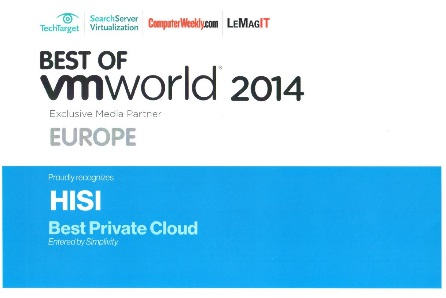 TechTarget
SearchServer
Virtualization
ComputerWeekly.com
LEMAGIT
BEST OF
vmworld® 2014
Exclusive Media Partner
EUROPE
Proudly recognizes
HISI
Best Private Cloud
Entered by Simplivity.